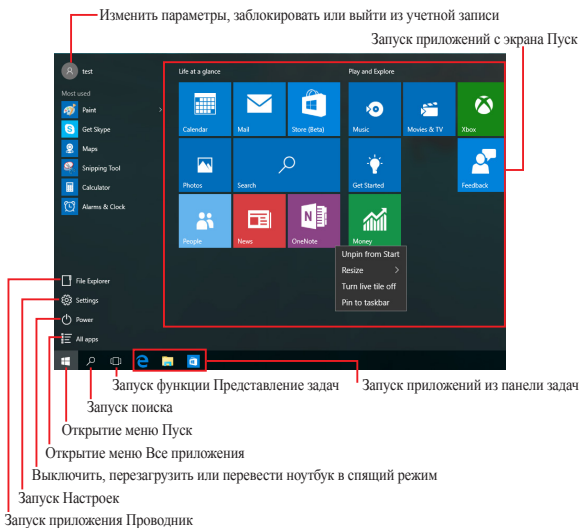 Изменить параметры, заблокировать или выйти из учетной записи
Запуск приложений с экрана Пуск
test
Life at a glance
Play and Explore
Most used
Paint
Get Skype
Maps
Snipping Tool
Calculator
Alarms & Clock
Calendar
Mail
Store (Beta)
Music
Movies & TV
Xbox
Photos
Search
Get Started
Feedback
People
News
OneNote
Money
Unpin from Start
Resize
Turn live tile off
Pin to taskbar
File Explorer
Settings
Power
All apps
Запуск функции Представление задач
Запуск приложений из панели задач
Запуск поиска
Открытие меню Пуск
Открытие меню Все приложения
Выключить, перезагрузить или перевести ноутбук в спящий режим
Запуск Настроек
Запуск приложения Проводник